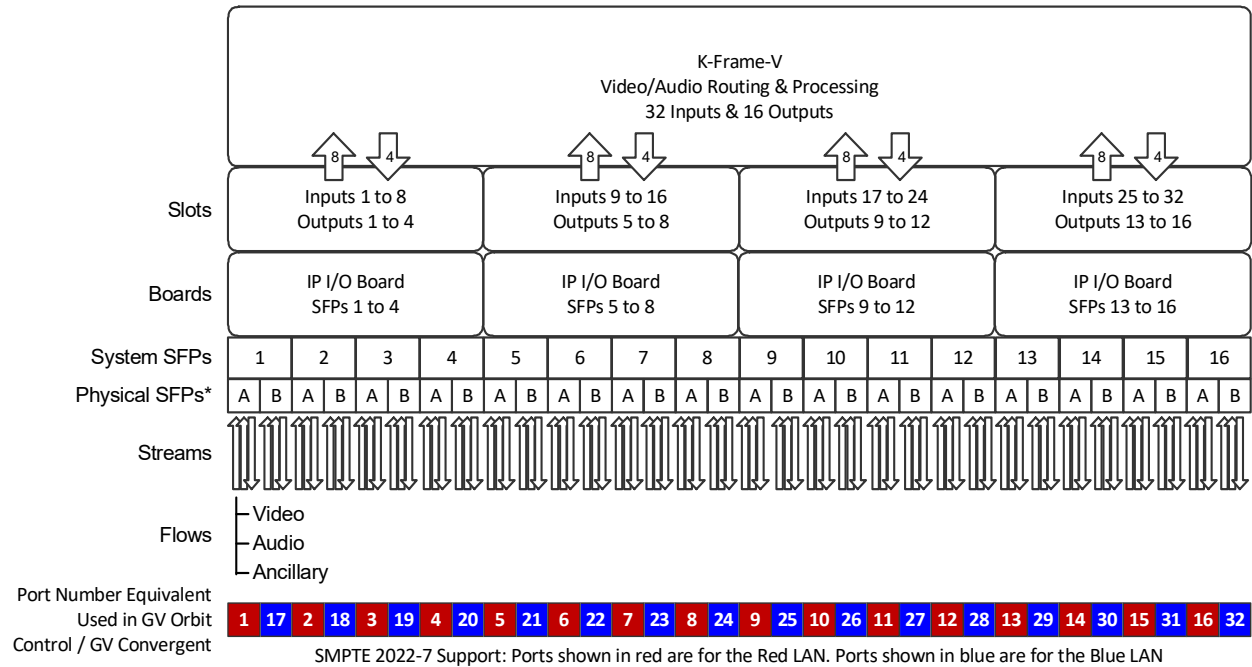 K-Frame-V
Video/Audio Routing & Processing
32 Inputs & 16 Outputs
8 4 8 4 8 4 8 4
Slots
Inputs 1 to 8
Outputs 1 to 4
Inputs 9 to 16
Outputs 5 to 8
Inputs 17 to 24
Outputs 9 to 12
Inputs 25 to 32
Outputs 13 to 16
Boards
IP I/O Board
SFPs 1 to 4
IP I/O Board
SFPs 5 to 8
IP I/O Board
SFPs 9 to 12
IP I/O Board
SFPs 13 to 16
System SFPs 1 2 3 4 5 6 7 8 9 10 11 12 13 14 15 16
Physical SFPs* A B A B A B A B A B A B A B A B A B A B A B A B A B A B A B A B
Streams
Flows
Video
Audio
Ancillary
Port Number Equivalent
Used in GV Orbit
Control / GV Convergent
1 17 2 18 3 19 4 20 5 21 6 22 7 23 8 24 9 25 10 26 11 27 12 28 13 29 14 30 15 31 16 32
SMPTE 2022-7 Support: Ports shown in red are for the Red LAN. Ports shown in blue are for the Blue LAN